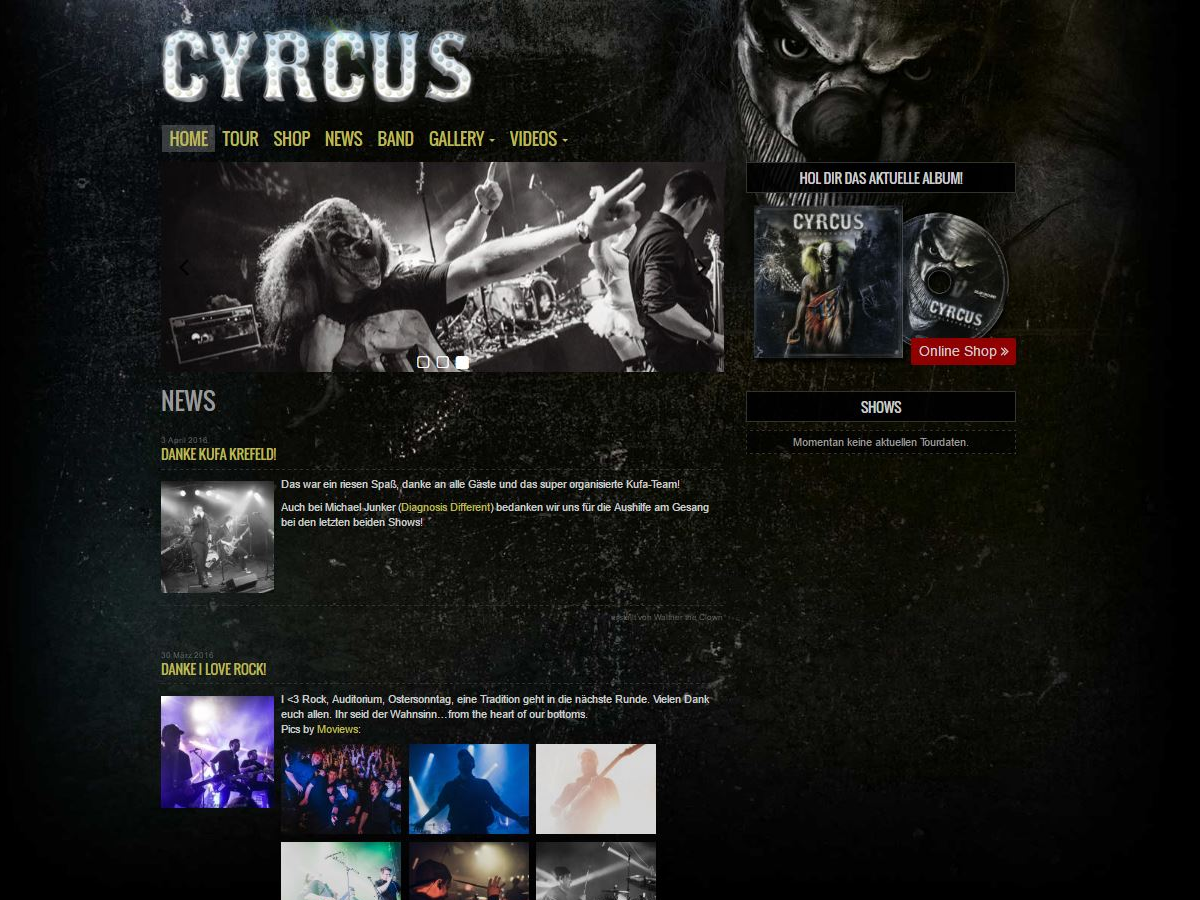 CYRCUS
HOME TOUR SHOP NEWS BAND GALLERY VIDEOS
HOL DIR DAS AKTUELLE ALBUM!
CYRCUS
CYRCUS
Online Shop »
NEWS
SHOWS
Momentan keine aktuellen Tourdaten.
3 April 2016
DANKE KUFA KREFELD!
Das war ein riesen Spaß, danke an alle Gäste und das super organisierte Kufa-Team!
Auch bei Michael Junker (Diagnosis Different) bedanken wir uns für die Aushilfe am Gesang
bei den letzten beiden Shows!
erstellt von Walther the Clown
30 März 2016
DANKE I LOVE ROCK!
I <3 Rock, Auditorium, Ostersonntag, eine Tradition geht in die nächste Runde. Vielen Dank
euch allen. Ihr seid der Wahnsinn…from the heart of our bottoms.
Pics by Moviews: